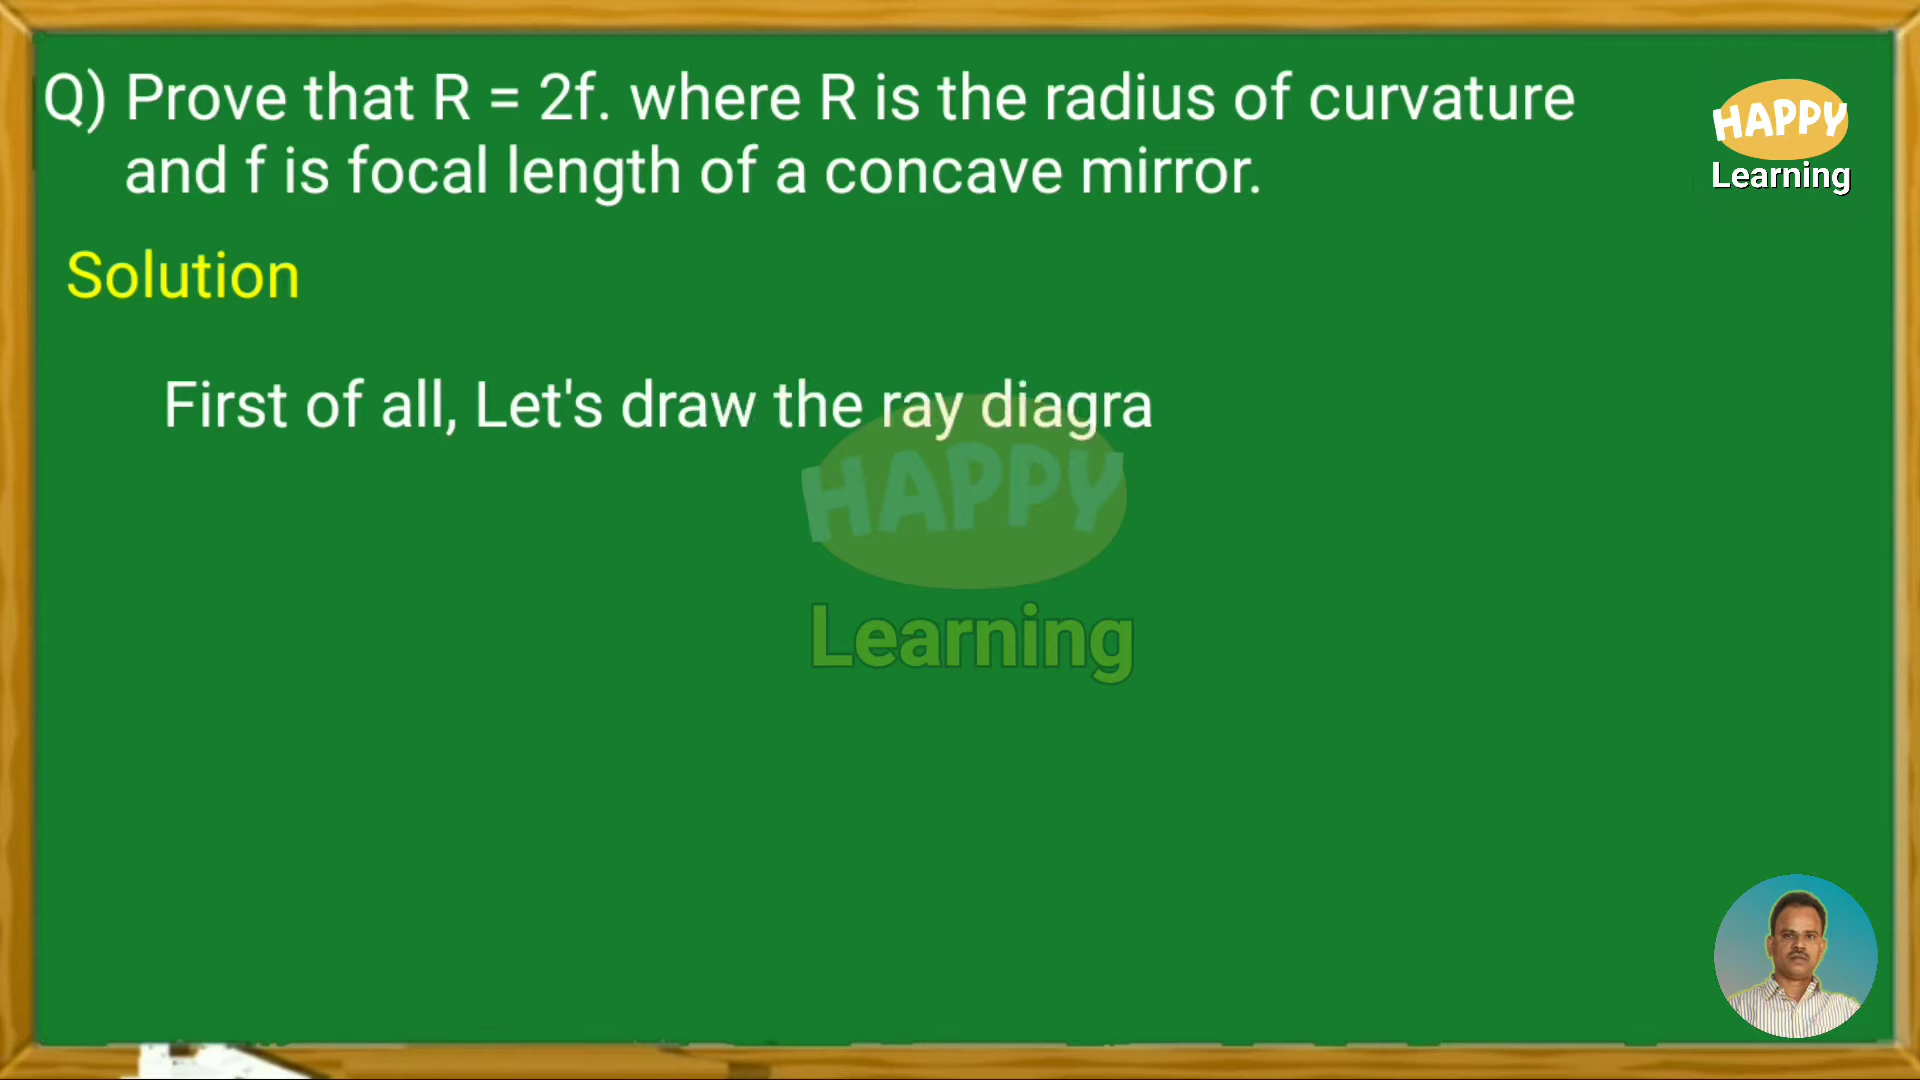 Q) Prove that R = 2f. where R is the radius of curvature
and f is focal length of a concave mirror.
HAPPY
Learning
Solution
First of all, Let's draw the ray diagra
HAPPY
Learning